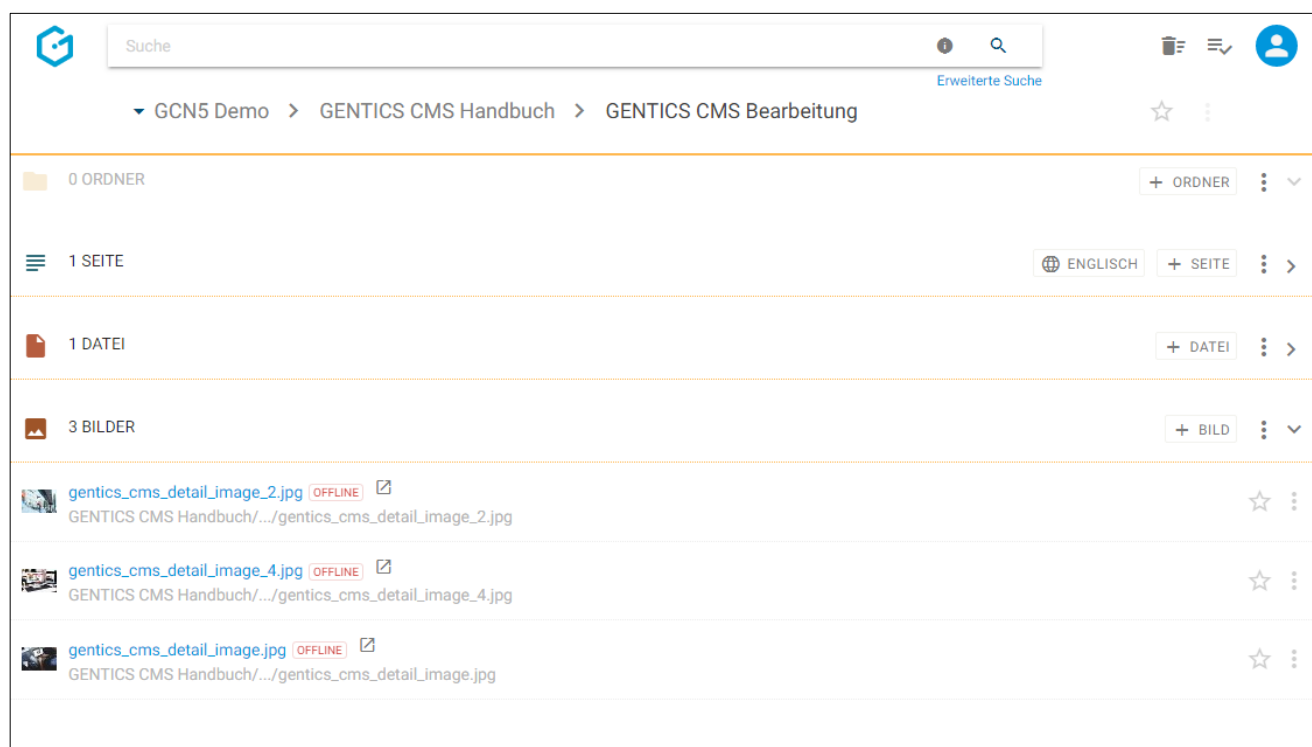 Suche
Erweiterte Suche
GCN5 Demo > GENTICS CMS Handbuch > GENTICS CMS Bearbeitung
0 ORDNER + ORDNER
1 SEITE ENGLISCH + SEITE
1 DATEI + DATEI
3 BILDER + BILD
gentics_cms_detail_image_2.jpg OFFLINE
GENTICS CMS Handbuch/.../gentics_cms_detail_image_2.jpg
gentics_cms_detail_image_4.jpg OFFLINE
GENTICS CMS Handbuch/.../gentics_cms_detail_image_4.jpg
gentics_cms_detail_image.jpg OFFLINE
GENTICS CMS Handbuch/.../gentics_cms_detail_image.jpg